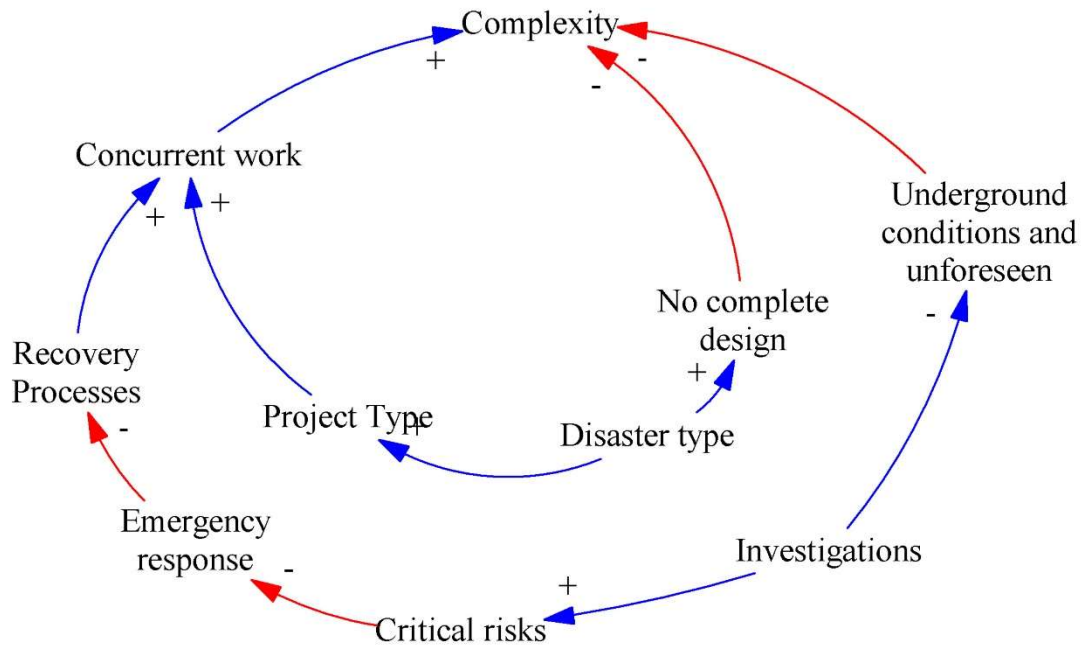 Complexity
+
-
-
Concurrent work
+
+
Underground
conditions and
unforeseen
-
No complete
design
+
Recovery
Processes
-
Project Type
+
Disaster type
Emergency
response
-
Investigations
+
Critical risks